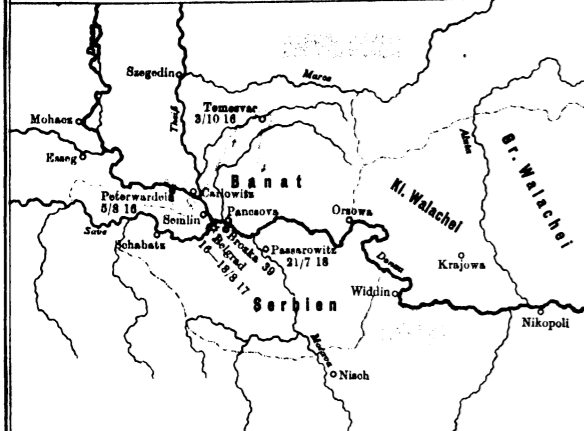 Szegedin
Maros
Temesvar
3/10 16
Theiß
Mohacz
Aluta
Gr. Walachei
Esseg
Banat
Kl. Walachei
Peterwardein
5/8 16
Carlowitz
Semlin
Pancsova
Orsowa
Save
Schabatz
Belgrad
16—18/8 17
Brozka 39
Passarowitz
21/7 18
Donau
Krajowa
Widdin
Serbien
Nikopoli
Morava
Nisch